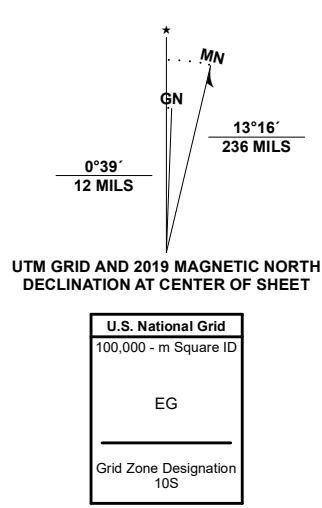 ★
MN
GN
13°16´
236 MILS
0°39´
12 MILS
UTM GRID AND 2019 MAGNETIC NORTH
DECLINATION AT CENTER OF SHEET
U.S. National Grid
100,000 - m Square ID
EG
Grid Zone Designation
10S